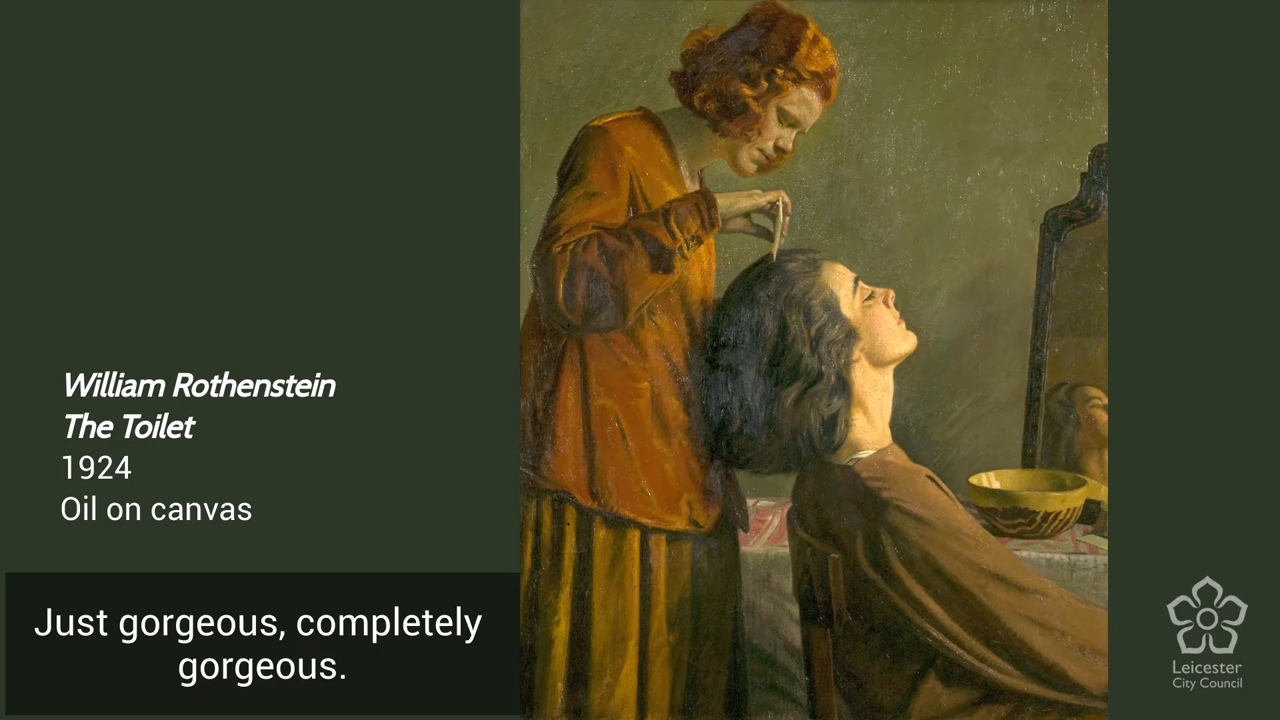 William Rothenstein
The Toilet
1924
Oil on canvas
Just gorgeous, completely
gorgeous.
Leicester
City Council